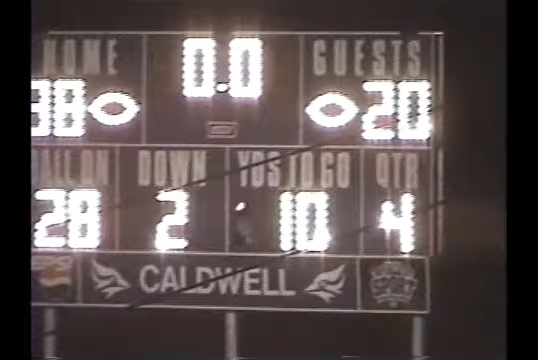 HOME 0.0 GUESTS
38 20
BALL ON DOWN YDS TO GO QTR
28 2 10 4
CALDWELL